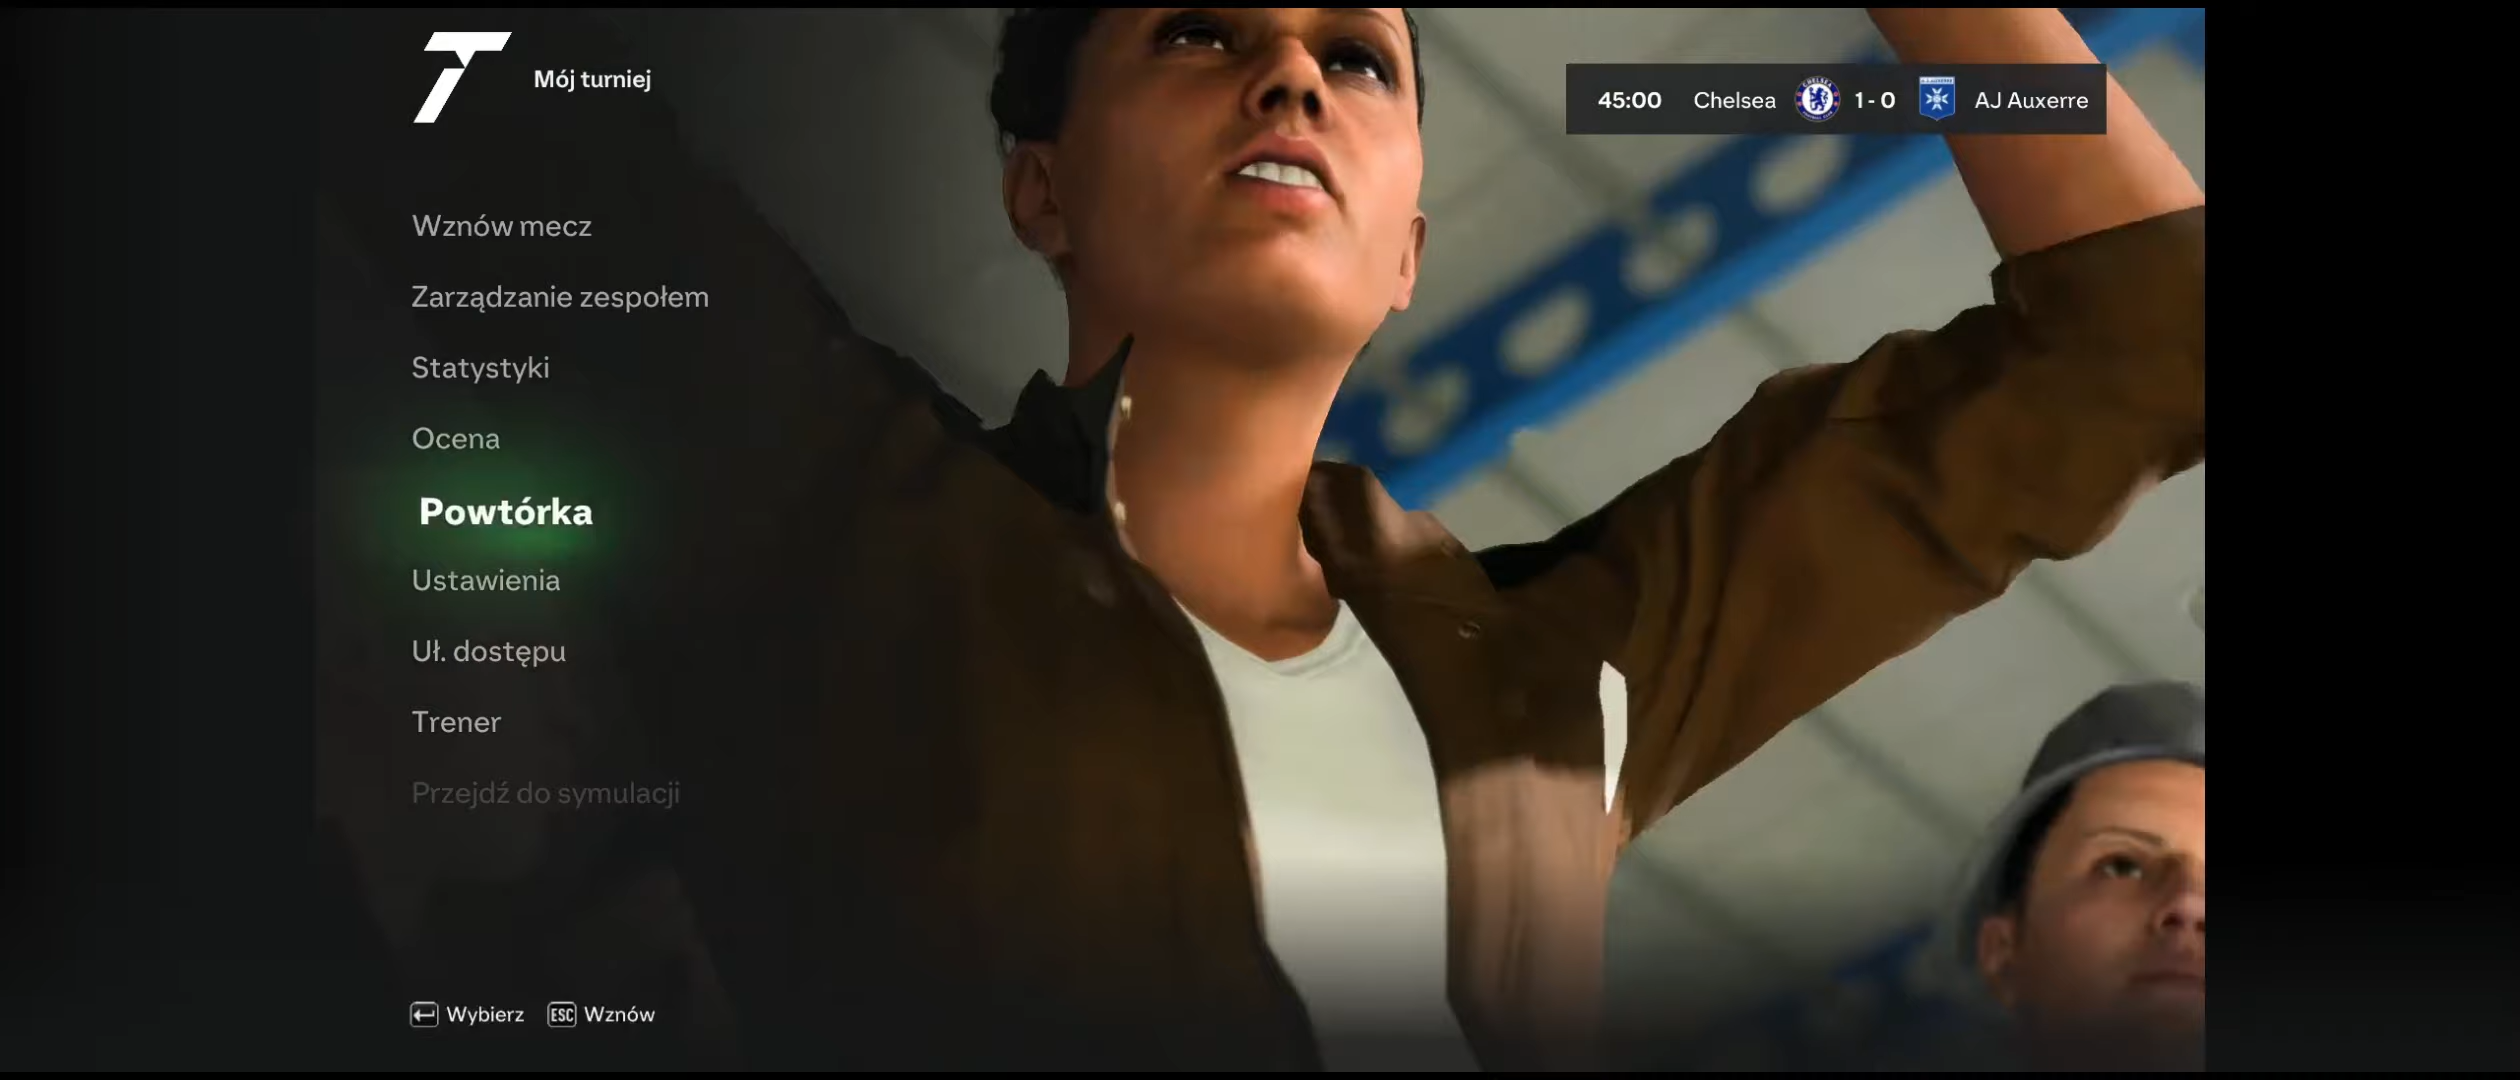 Mój turniej
45:00 Chelsea 1 - 0 AJ Auxerre
Wznów mecz
Zarządzanie zespołem
Statystyki
Ocena
Powtórka
Ustawienia
Uł. dostępu
Trener
Przejdź do symulacji
Wybierz ESC Wznów